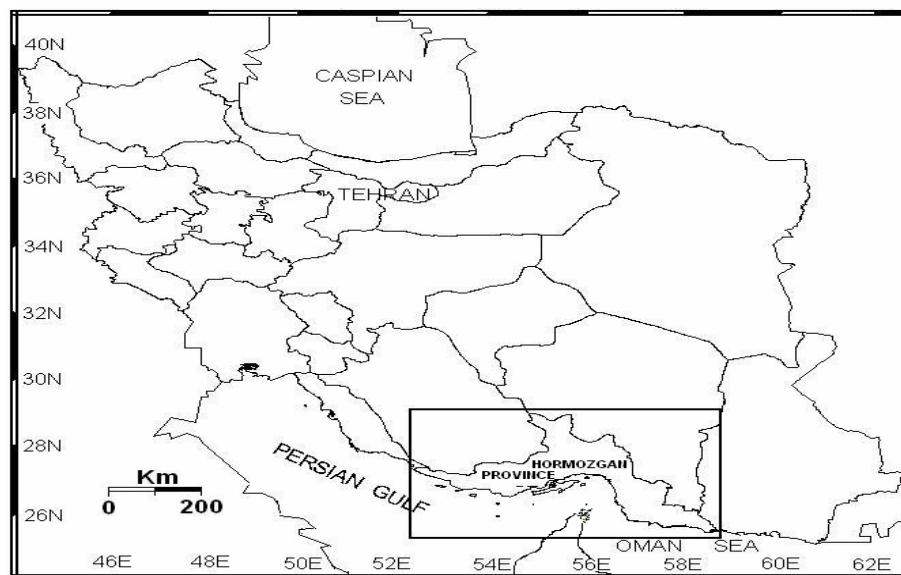 40N
CASPIAN
SEA
38N
36N
TEHRAN
34N
32N
30N
28N
PERSIAN GULF
HORMOZGAN
PROVINCE
Km
0 200
26N
OMAN SEA
46E 48E 50E 52E 54E 56E 58E 60E 62E